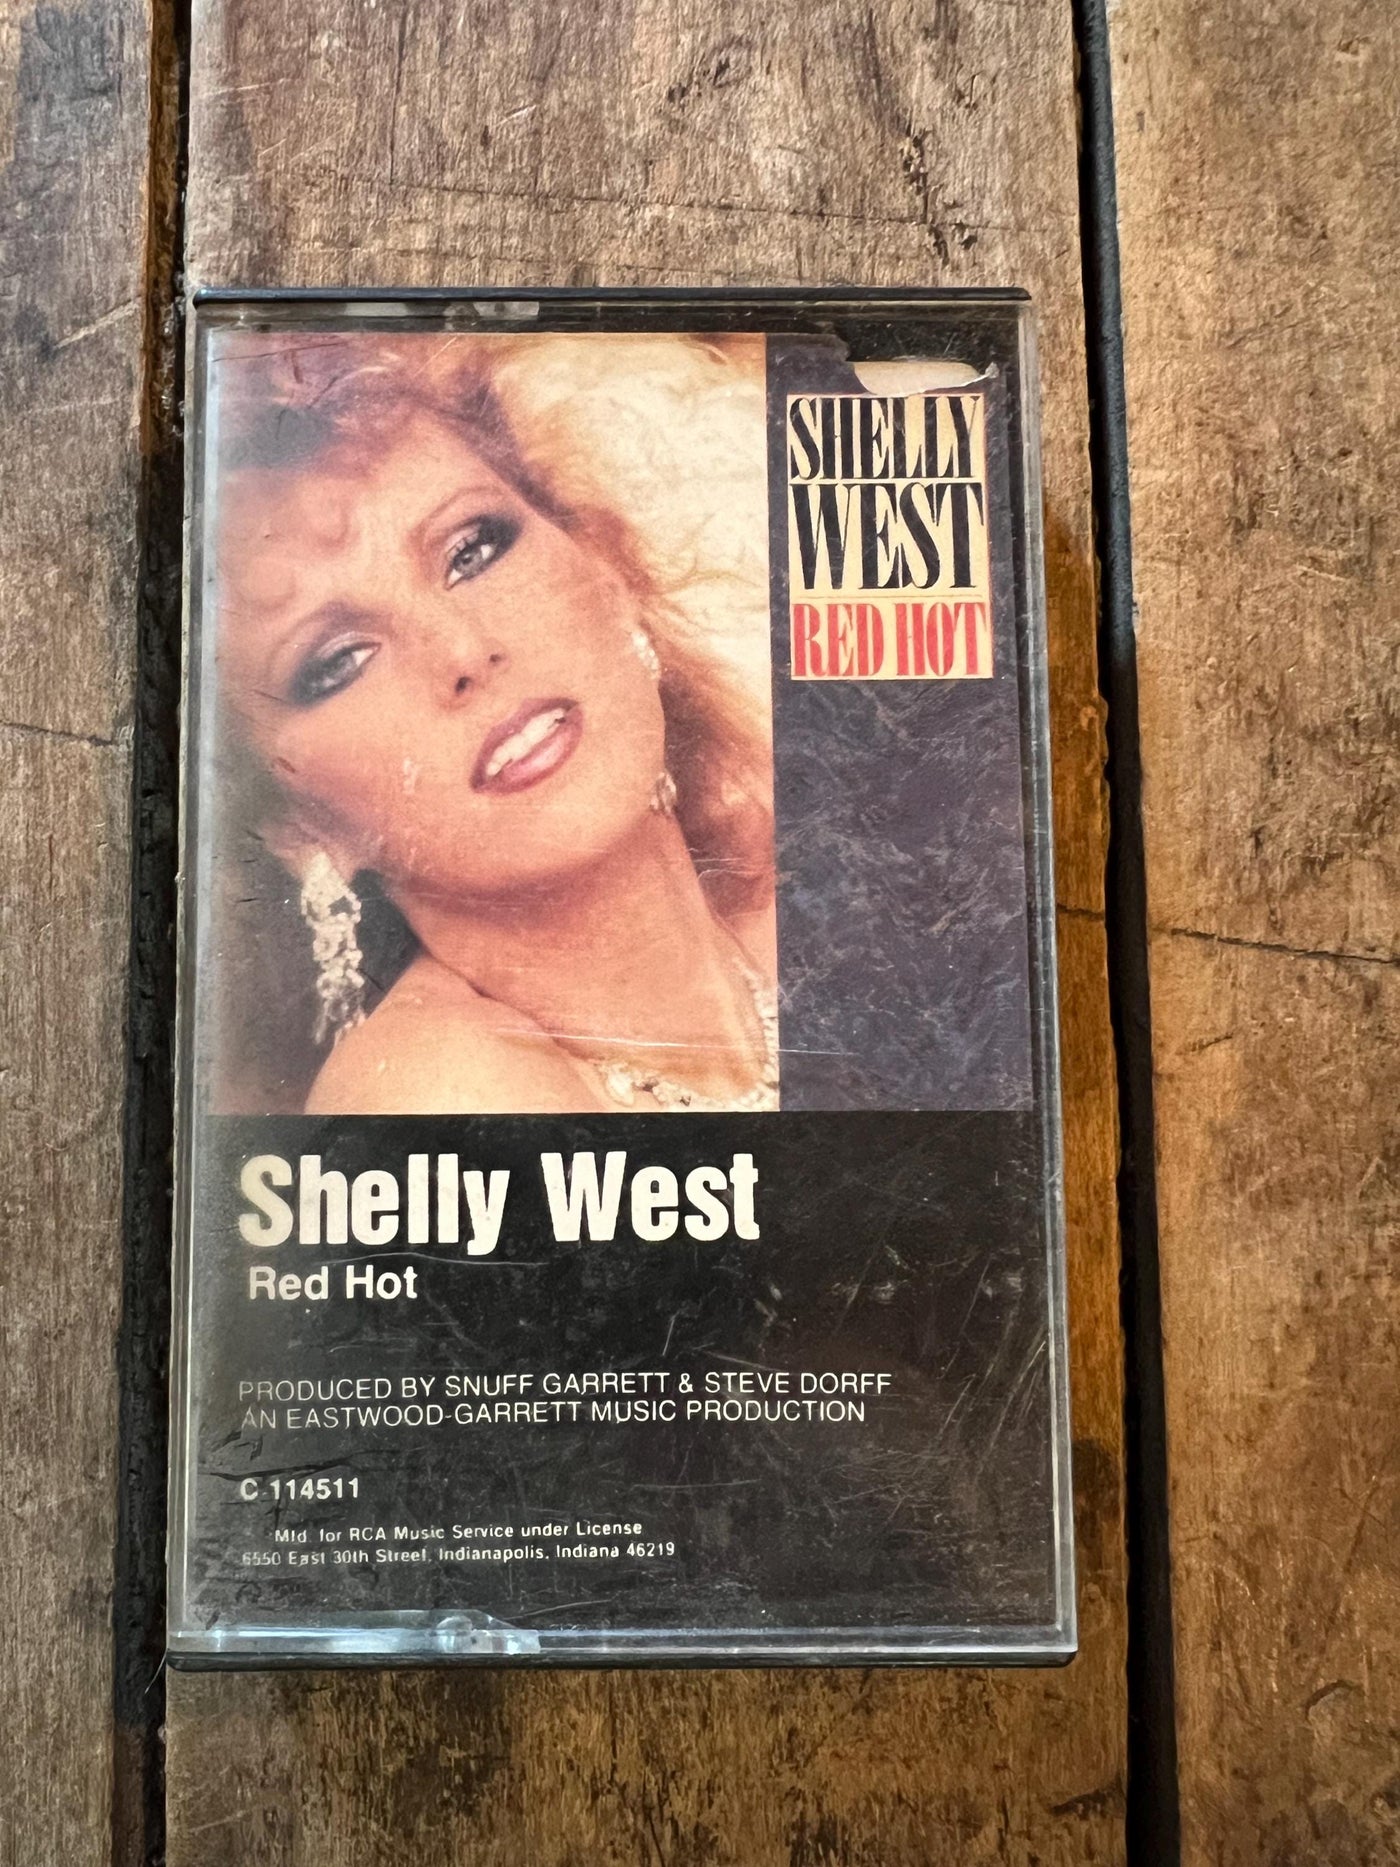 SHELLY
WEST
RED HOT
Shelly West
Red Hot
PRODUCED BY SNUFF GARRETT & STEVE DORFF
AN EASTWOOD-GARRETT MUSIC PRODUCTION
C 114511
Mfd. for RCA Music Service under License
6550 East 30th Street, Indianapolis, Indiana 46219